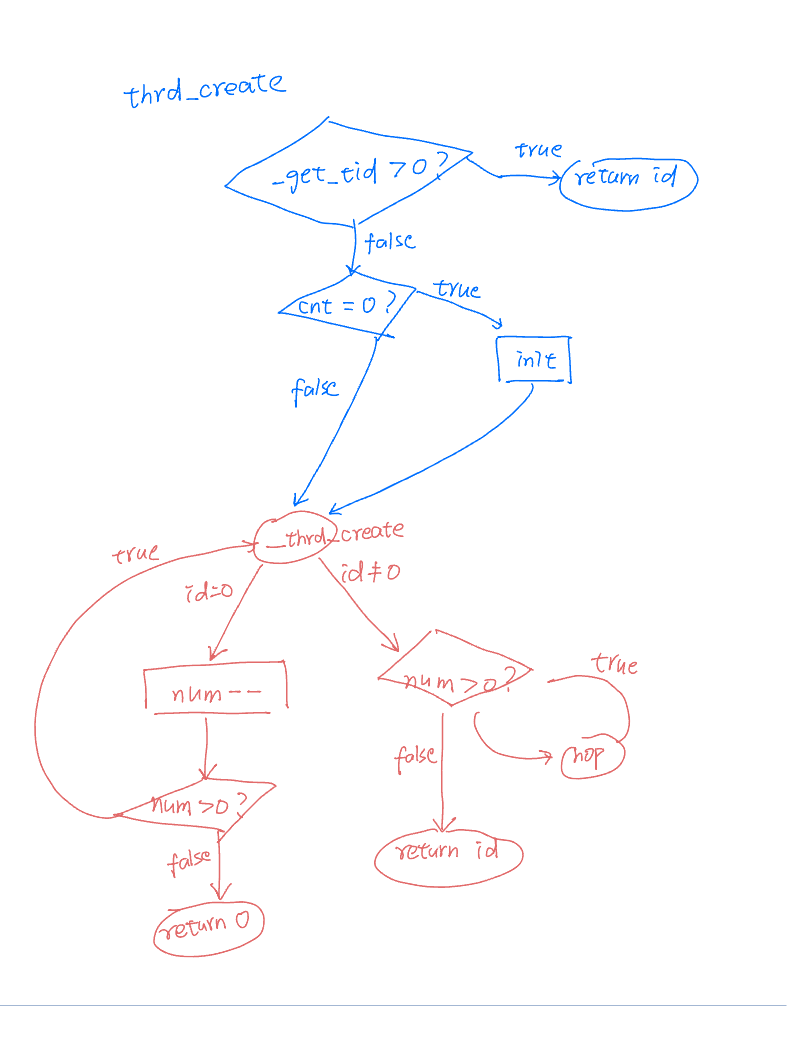 thrd_create
_get_tid >0 ?
true
return id
false
cnt = 0 ?
true
init
false
_thrd_create
true
id=0
id≠0
num--
num>0 ?
true
false
nop
num>0 ?
false
return id
return 0